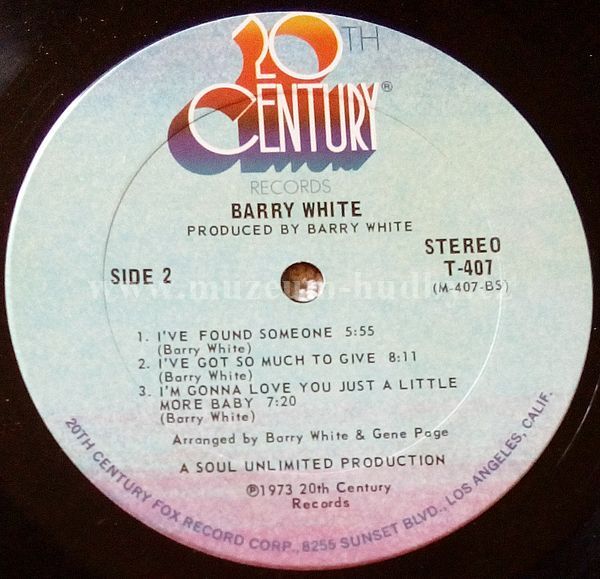 20TH
CENTURY®
RECORDS
BARRY WHITE
PRODUCED BY BARRY WHITE
STEREO
T-407
(M-407-BS)
SIDE 2
1. I'VE FOUND SOMEONE 5:55
(Barry White)
2. I'VE GOT SO MUCH TO GIVE 8:11
(Barry White)
3. I'M GONNA LOVE YOU JUST A LITTLE
MORE BABY 7:20
(Barry White)
Arranged by Barry White & Gene Page
A SOUL UNLIMITED PRODUCTION
℗1973 20th Century
Records
20TH CENTURY FOX RECORD CORP., 8255 SUNSET BLVD., LOS ANGELES, CALIF.